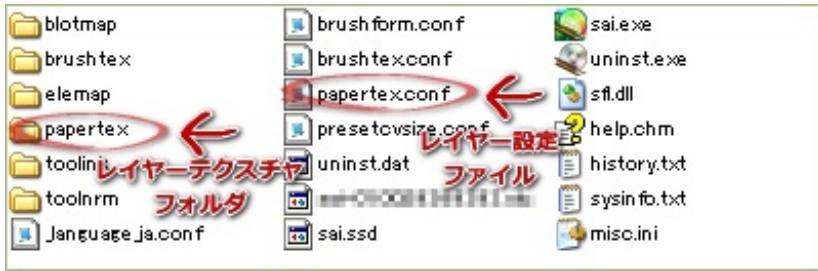 blotmap
brushtex
elemap
papertex
toolnrm
_language_ja.conf
brushform.conf
brushtex.conf
papertex.conf
presetcvsize.conf
uninst.dat
sai.ssd
sai.exe
uninst.exe
sfl.dll
help.chm
history.txt
sysinfo.txt
misc.ini
レイヤーテクスチャ
フォルダ
レイヤー設定
ファイル